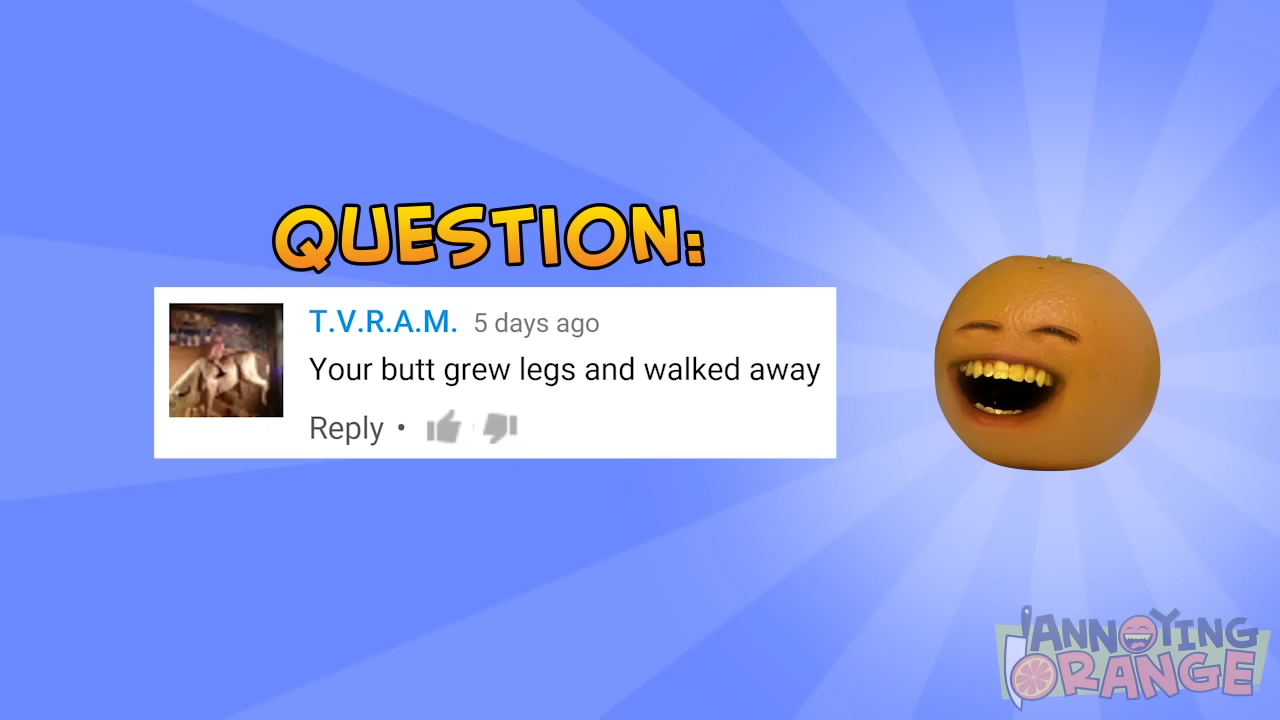 QUESTION:
T.V.R.A.M. 5 days ago
Your butt grew legs and walked away
Reply •
ANNOYING
ORANGE